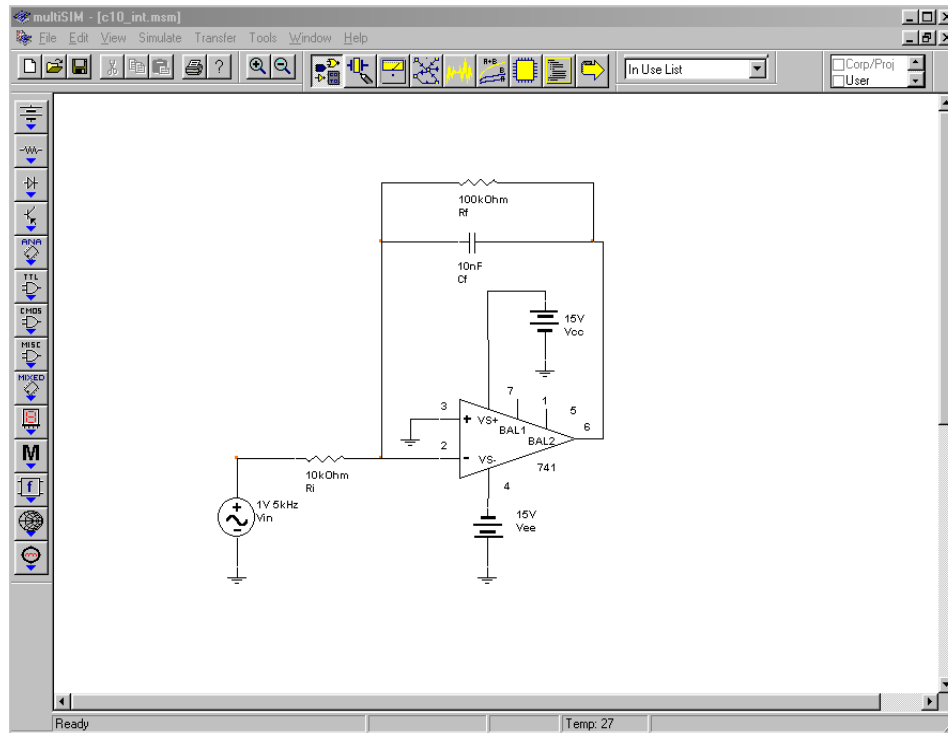 multiSIM - [c10_int.msm]
File Edit View Simulate Transfer Tools Window Help
In Use List
Corp/Proj
User
ANA
TTL
CMOS
MISC
MIXED
M
f
100kOhm
Rf
10nF
Cf
15V
Vcc
7
1
5
3
VS+
6
BAL1
BAL2
2
VS-
741
10kOhm
Ri
4
1V 5kHz
Vin
15V
Vee
Ready
Temp: 27